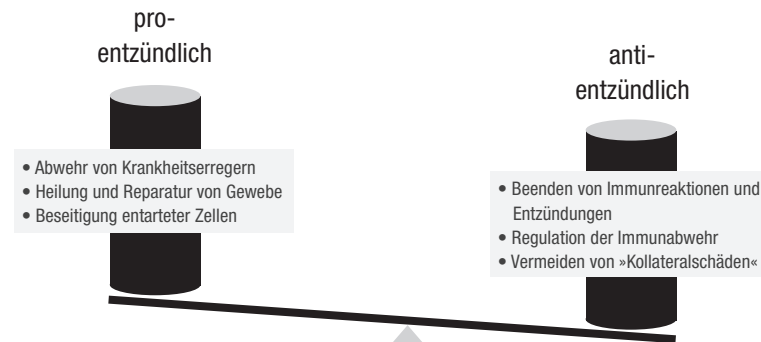 pro-
entzündlich
• Abwehr von Krankheitserregern
• Heilung und Reparatur von Gewebe
• Beseitigung entarteter Zellen
anti-
entzündlich
• Beenden von Immunreaktionen und
Entzündungen
• Regulation der Immunabwehr
• Vermeiden von »Kollateralschäden«